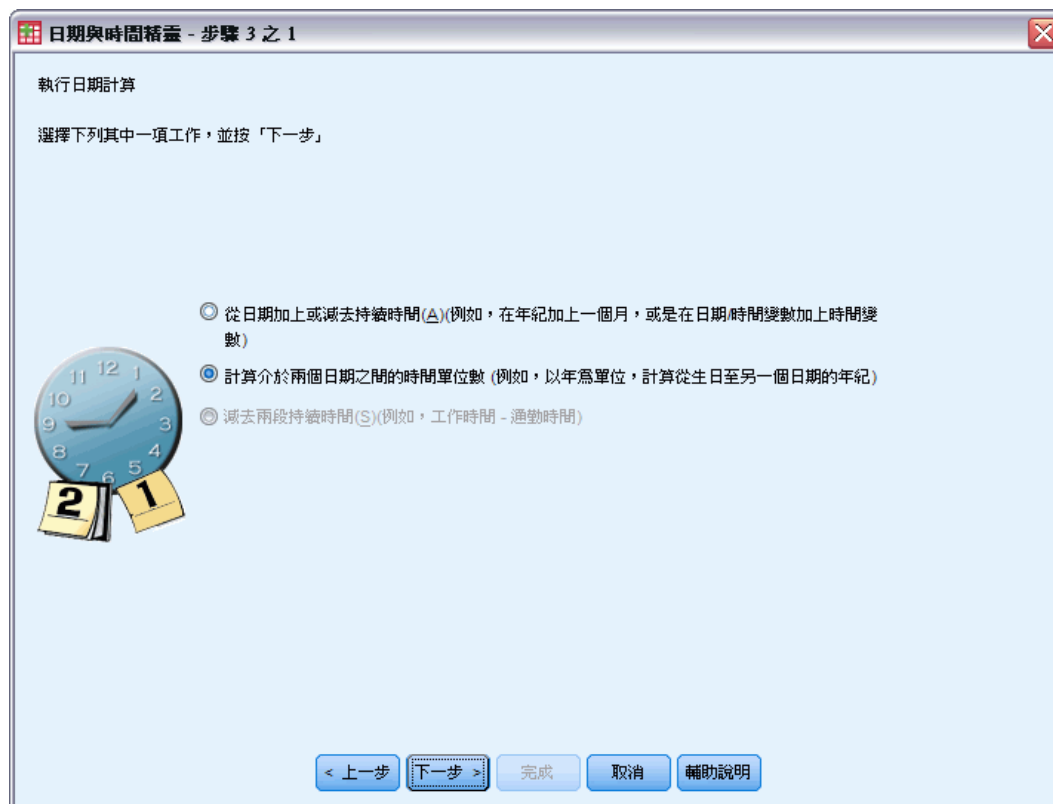 日期與時間精靈 - 步驟 3 之 1
執行日期計算
選擇下列其中一項工作，並按「下一步」
從日期加上或減去持續時間(A)(例如，在年紀加上一個月，或是在日期/時間變數加上時間變
數)
計算介於兩個日期之間的時間單位數 (例如，以年為單位，計算從生日至另一個日期的年紀)
減去兩段持續時間(S)(例如，工作時間 - 通勤時間)
12
11 1
10 2
9 3
8 4
7 6 5
2 1
< 上一步 下一步 > 完成 取消 輔助說明